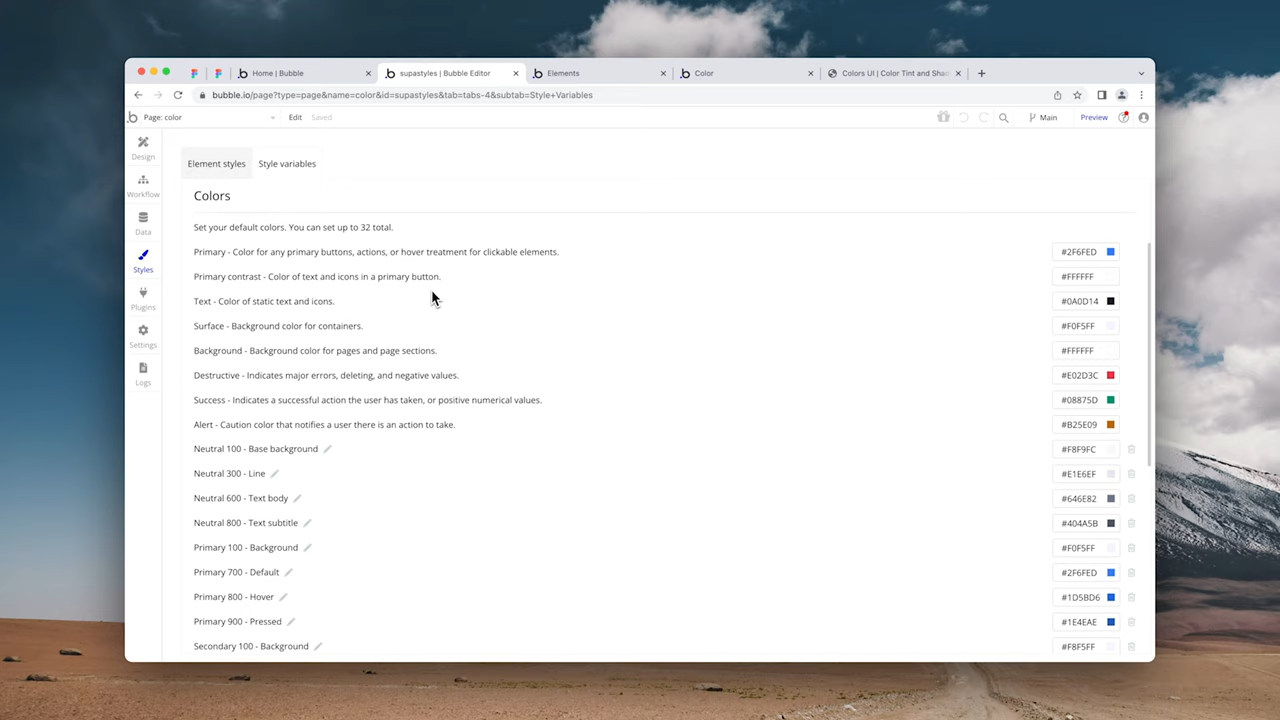 Home | Bubble
supastyles | Bubble Editor
Elements
Color
Colors UI | Color Tint and Shad
bubble.io/page?type=page&name=color&id=supastyles&tab=tabs-4&subtab=Style+Variables
Page: color
Edit
Saved
Main
Preview
Design
Workflow
Data
Styles
Plugins
Settings
Logs
Element styles
Style variables
Colors
Set your default colors. You can set up to 32 total.
Primary - Color for any primary buttons, actions, or hover treatment for clickable elements. #2F6FED
Primary contrast - Color of text and icons in a primary button. #FFFFFF
Text - Color of static text and icons. #0A0D14
Surface - Background color for containers. #F0F5FF
Background - Background color for pages and page sections. #FFFFFF
Destructive - Indicates major errors, deleting, and negative values. #E02D3C
Success - Indicates a successful action the user has taken, or positive numerical values. #08875D
Alert - Caution color that notifies a user there is an action to take. #B25E09
Neutral 100 - Base background #F8F9FC
Neutral 300 - Line #E1E6EF
Neutral 600 - Text body #646E82
Neutral 800 - Text subtitle #404A5B
Primary 100 - Background #F0F5FF
Primary 700 - Default #2F6FED
Primary 800 - Hover #1D5BD6
Primary 900 - Pressed #1E4EAE
Secondary 100 - Background #F8F5FF